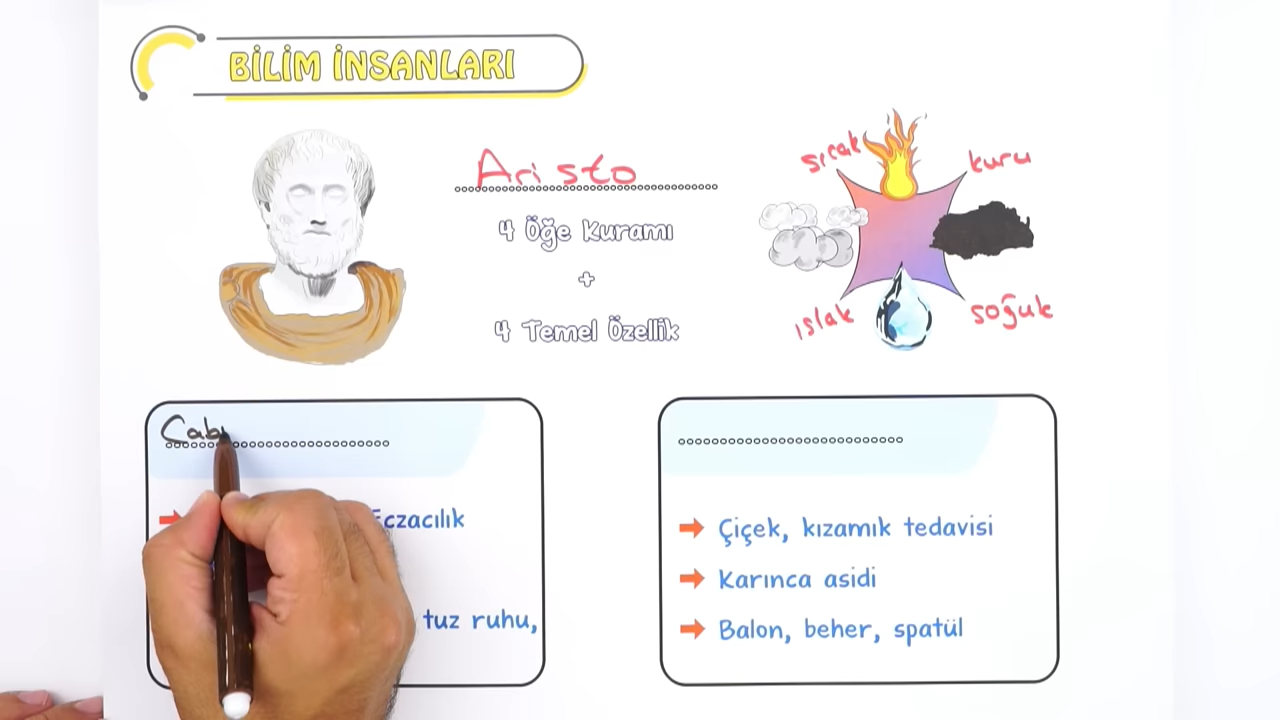 BİLİM İNSANLARI
Aristo
4 Öğe Kuramı
+
4 Temel Özellik
sıcak
kuru
ıslak
soğuk
Cab
Eczacılık
tuz ruhu,
Çiçek, kızamık tedavisi
Karınca asidi
Balon, beher, spatül